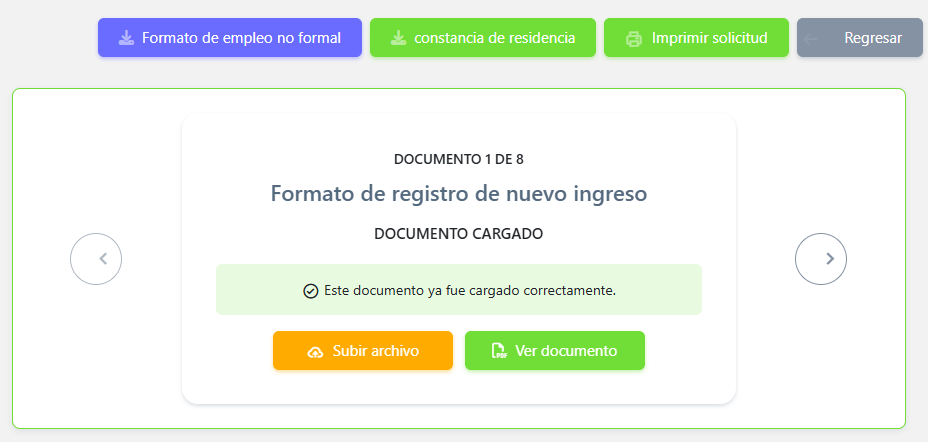 Formato de empleo no formal
constancia de residencia
Imprimir solicitud
Regresar
DOCUMENTO 1 DE 8
Formato de registro de nuevo ingreso
DOCUMENTO CARGADO
Este documento ya fue cargado correctamente.
Subir archivo
PDF Ver documento